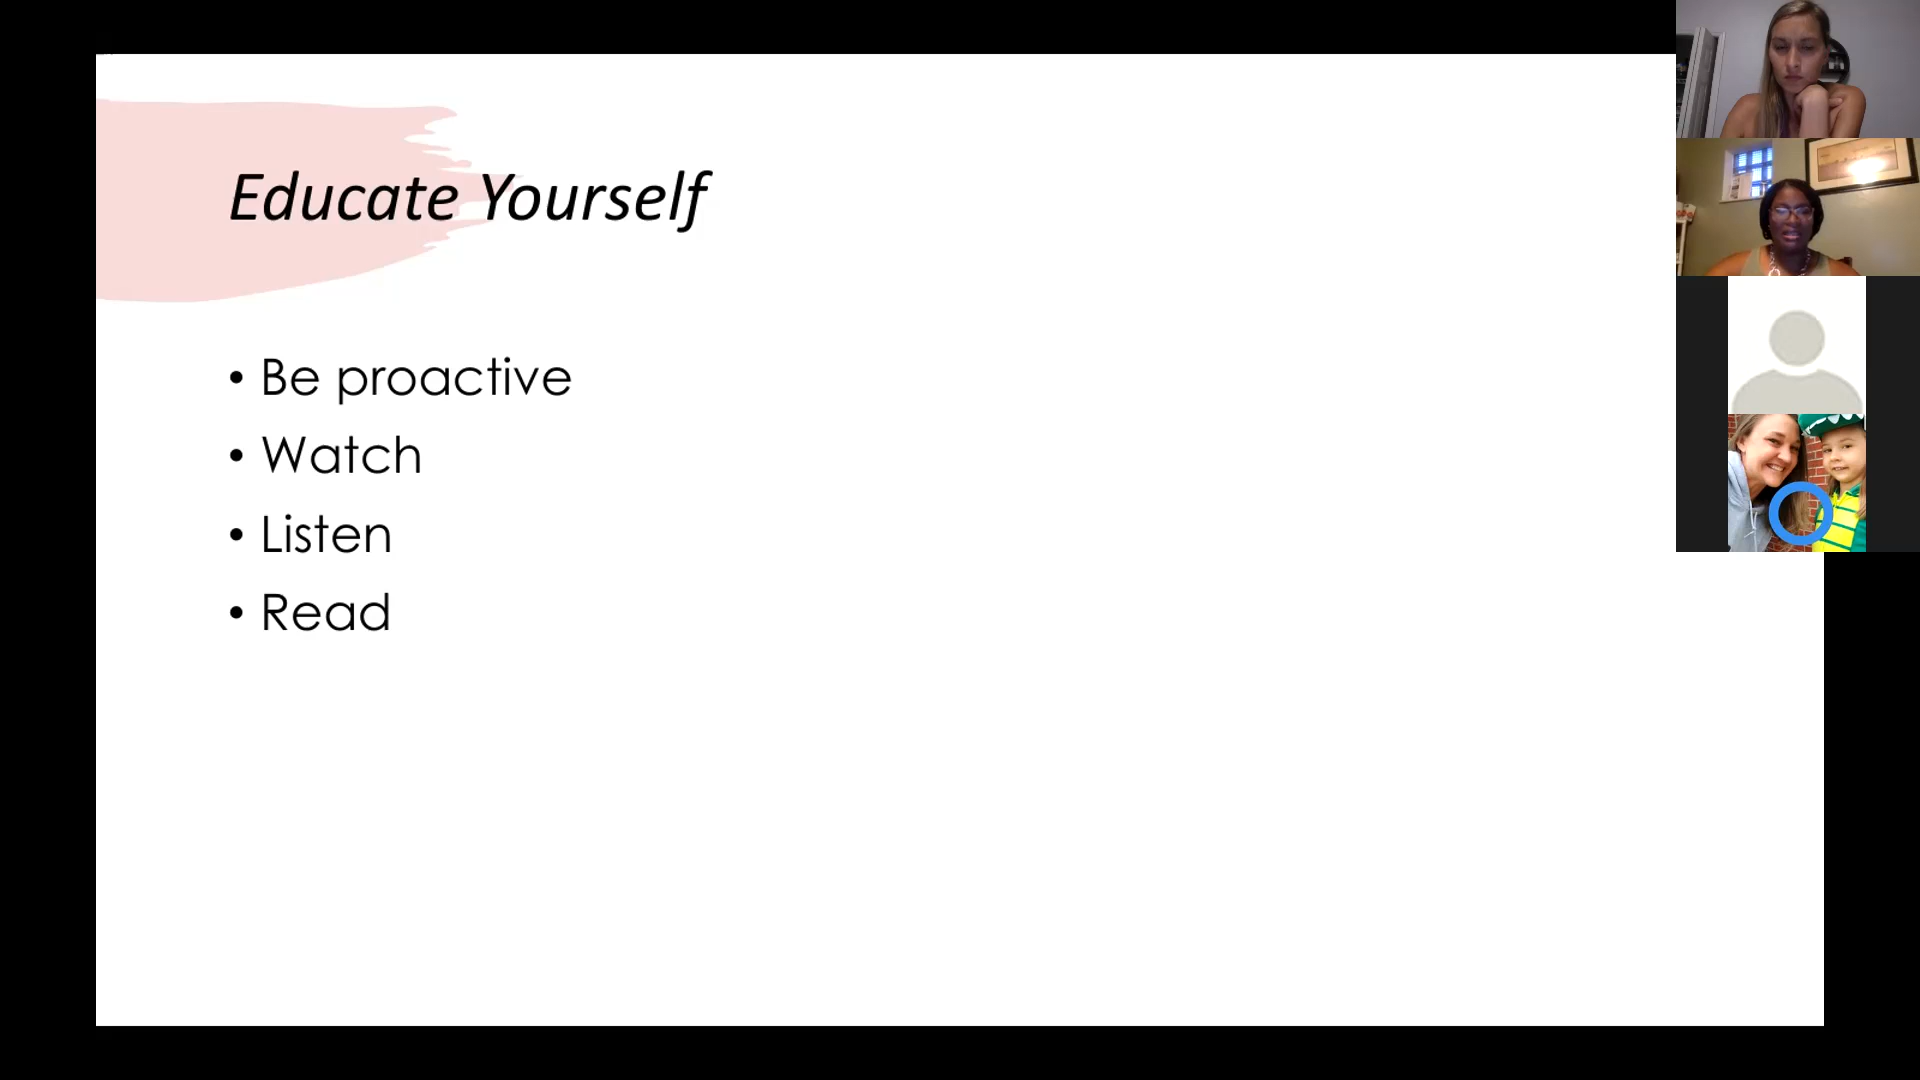 Educate Yourself
• Be proactive
• Watch
• Listen
• Read